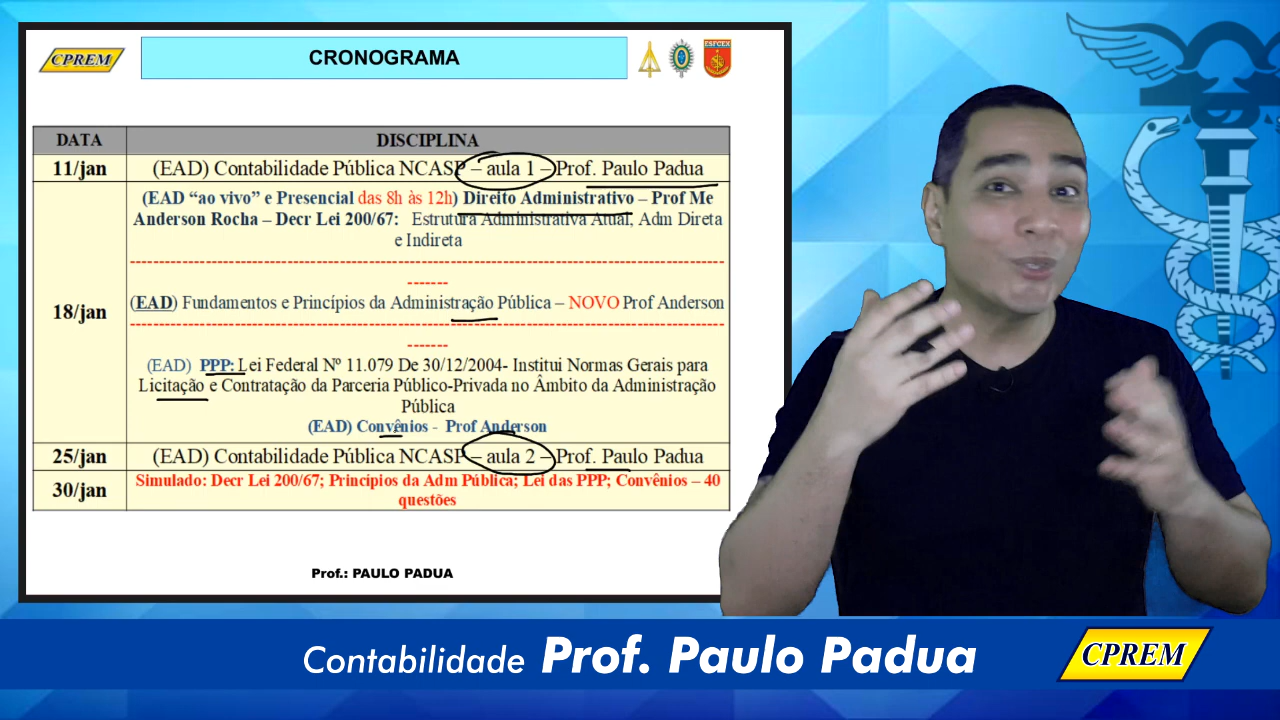 CPREM
CRONOGRAMA
ESFCEX
DATA
DISCIPLINA
11/jan
(EAD) Contabilidade Pública NCASP – aula 1 – Prof. Paulo Padua
18/jan
(EAD “ao vivo” e Presencial das 8h às 12h) Direito Administrativo – Prof Me
Anderson Rocha – Decr Lei 200/67: Estrutura Administrativa Atual, Adm Direta
e Indireta
(EAD) Fundamentos e Princípios da Administração Pública – NOVO Prof Anderson
(EAD) PPP: Lei Federal Nº 11.079 De 30/12/2004- Institui Normas Gerais para
Licitação e Contratação da Parceria Público-Privada no Âmbito da Administração
Pública
(EAD) Convênios - Prof Anderson
25/jan
(EAD) Contabilidade Pública NCASP – aula 2 – Prof. Paulo Padua
30/jan
Simulado: Decr Lei 200/67; Princípios da Adm Pública; Lei das PPP; Convênios – 40
questões
Prof.: PAULO PADUA
Contabilidade Prof. Paulo Padua
CPREM